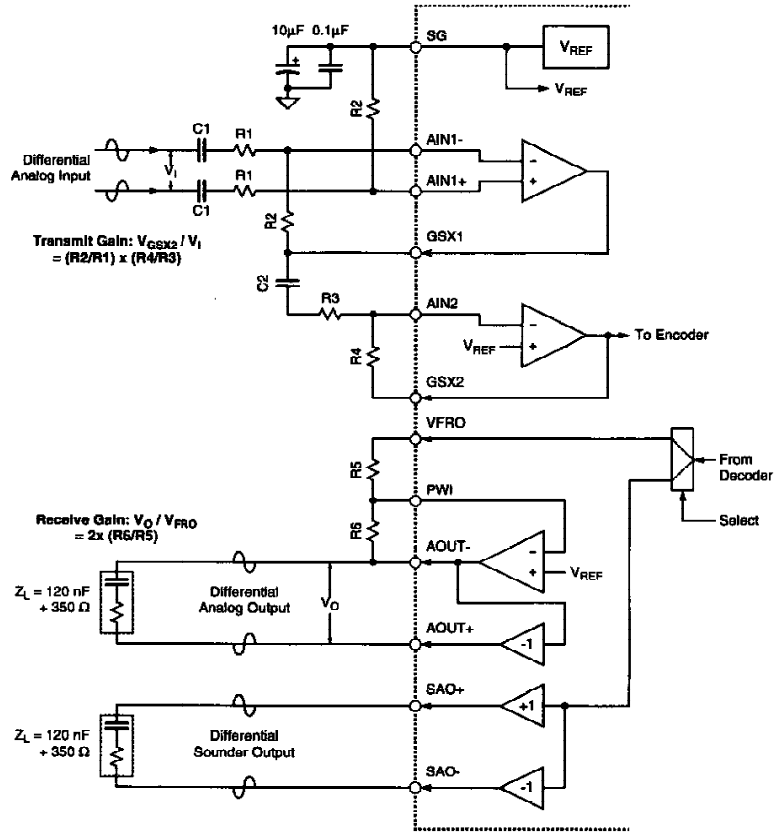 10µF 0.1µF
SG
VREF
VREF
R2
C1
R1
AIN1-
Differential
Analog Input
VI
AIN1+
C1
R1
−
+
R2
GSX1
Transmit Gain: VGSX2 / VI
= (R2/R1) x (R4/R3)
C2
R3
AIN2
R4
VREF
−
+
To Encoder
GSX2
VFRO
R5
From
Decoder
PWI
Select
Receive Gain: VO / VFRO
= 2x (R6/R5)
R6
AOUT-
−
+
VREF
ZL = 120 nF
+ 350 Ω
Differential
Analog Output
VO
AOUT+
-1
SAO+
+1
ZL = 120 nF
+ 350 Ω
Differential
Sounder Output
SAO-
-1